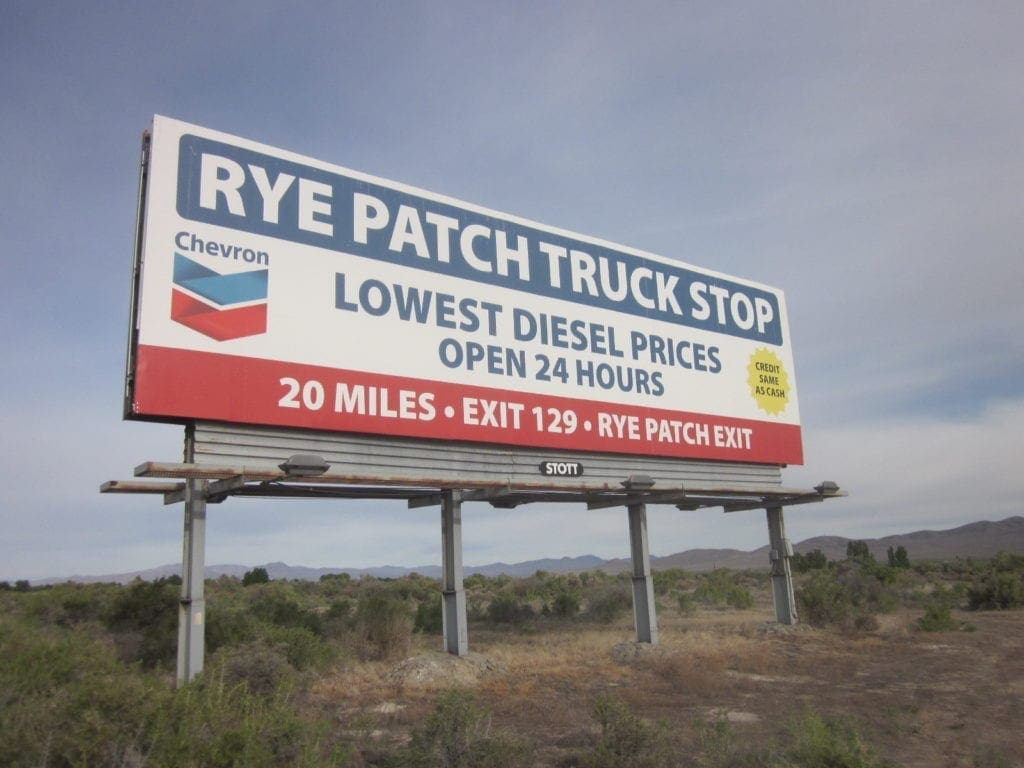 RYE PATCH TRUCK STOP
Chevron
LOWEST DIESEL PRICES
OPEN 24 HOURS
CREDIT
SAME
AS CASH
20 MILES • EXIT 129 • RYE PATCH EXIT
STOTT